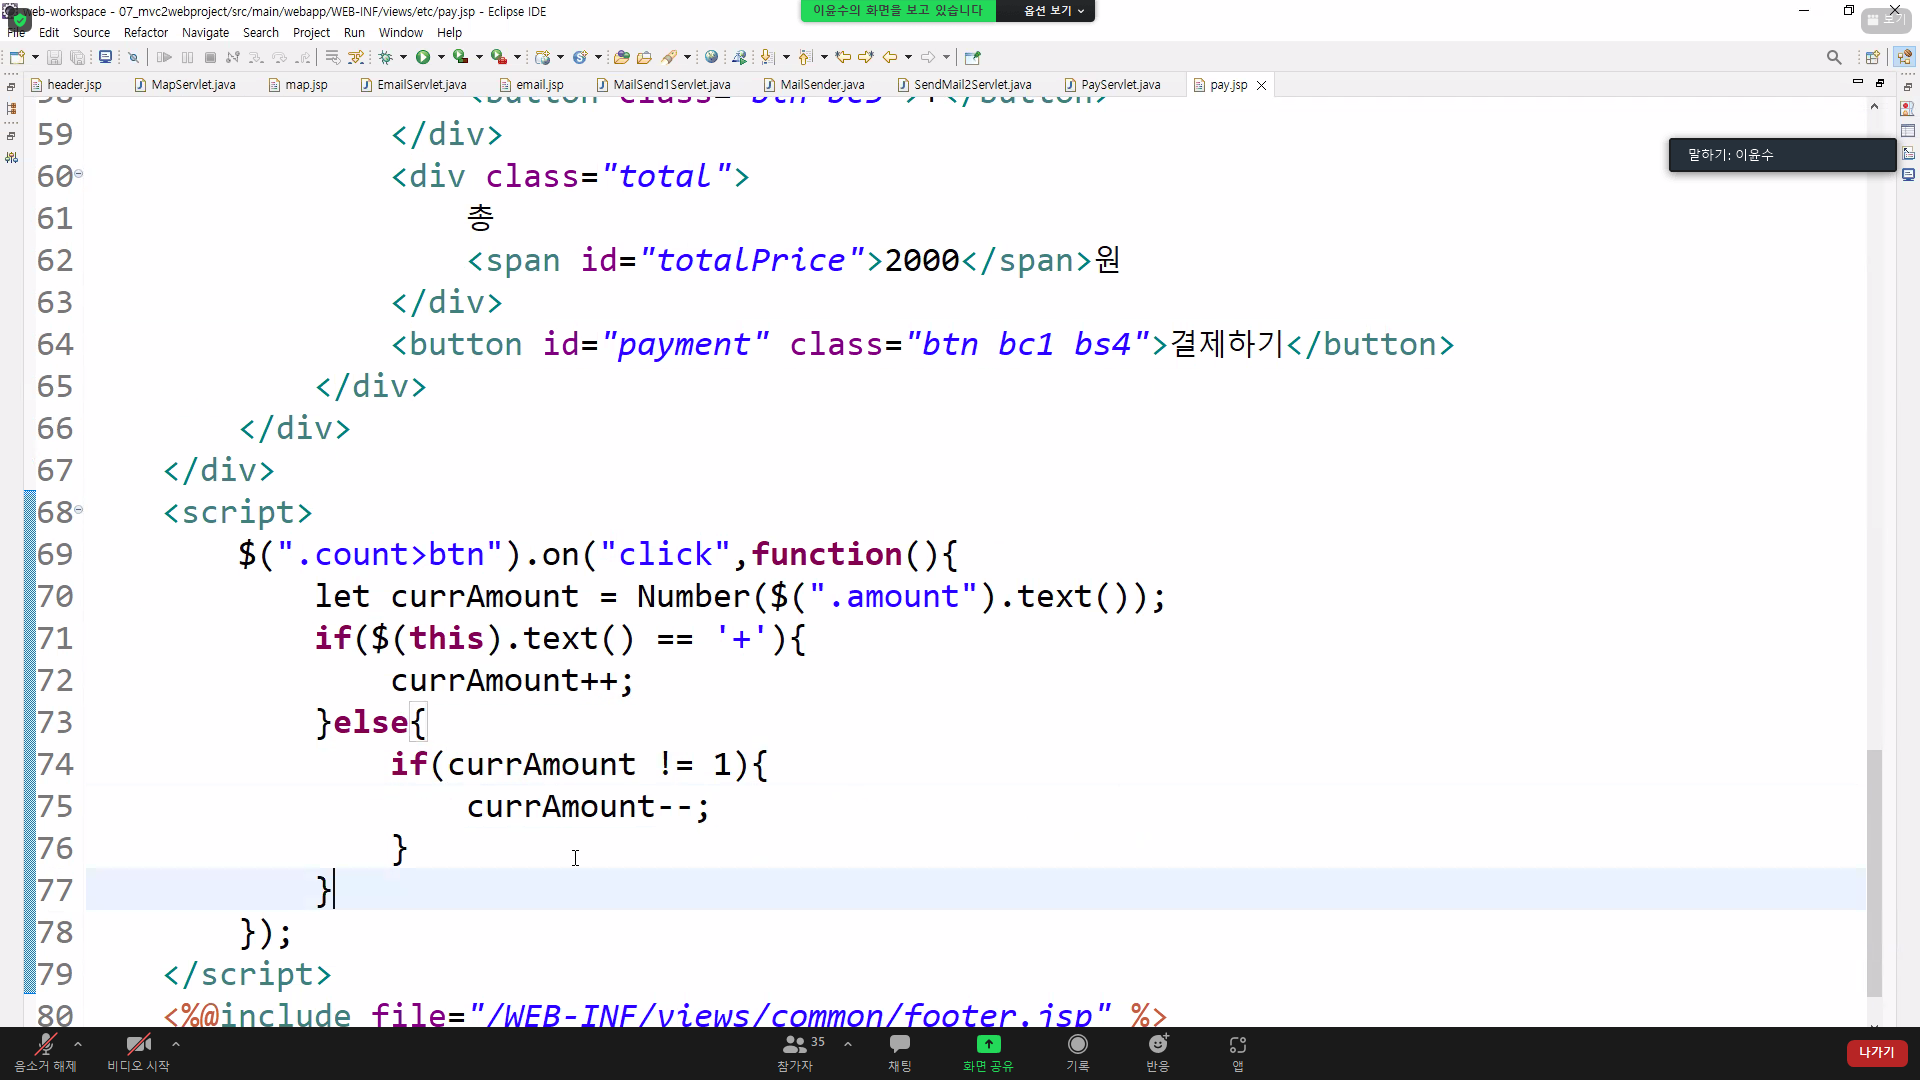 web-workspace - 07_mvc2webproject/src/main/webapp/WEB-INF/views/etc/pay.jsp - Eclipse IDE
이윤수의 화면을 보고 있습니다 옵션 보기
보기
File Edit Source Refactor Navigate Search Project Run Window Help
header.jsp MapServlet.java map.jsp EmailServlet.java email.jsp MailSend1Servlet.java MailSender.java SendMail2Servlet.java PayServlet.java pay.jsp
말하기: 이윤수
59 </div>
60 <div class="total">
61 총
62 <span id="totalPrice">2000</span>원
63 </div>
64 <button id="payment" class="btn bc1 bs4">결제하기</button>
65 </div>
66 </div>
67 </div>
68 <script>
69 $(".count>btn").on("click",function(){
70 let currAmount = Number($(".amount").text());
71 if($(this).text() == '+'){
72 currAmount++;
73 }else{
74 if(currAmount != 1){
75 currAmount--;
76 }
77 }
78 });
79 </script>
80 <%@include file="/WEB-INF/views/common/footer.jsp" %>
음소거 해제 비디오 시작 참가자 35 채팅 화면 공유 기록 반응 앱 나가기